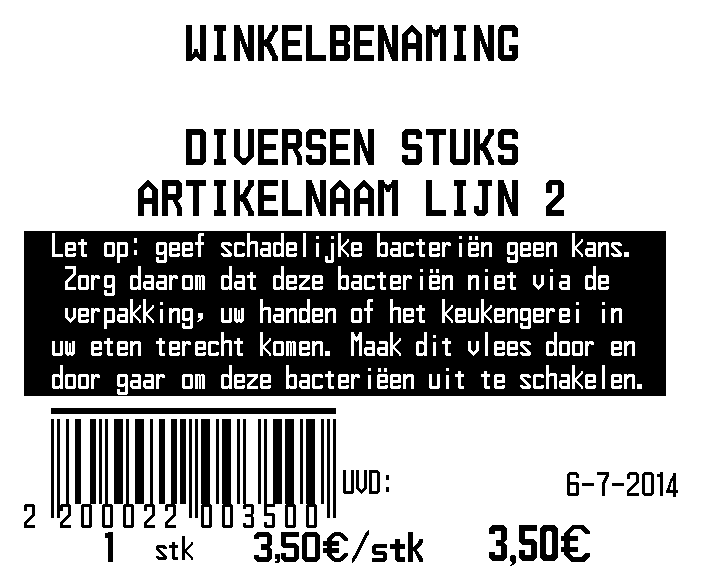 WINKELBENAMING
DIVERSEN STUKS
ARTIKELNAAM LIJN 2
Let op: geef schadelijke bacteriën geen kans.
Zorg daarom dat deze bacteriën niet via de
verpakking, uw handen of het keukengerei in
uw eten terecht komen. Maak dit vlees door en
door gaar om deze bacteriëen uit te schakelen.
UVD: 6-7-2014
2 200022 003500
1 stk 3,50€/stk 3,50€